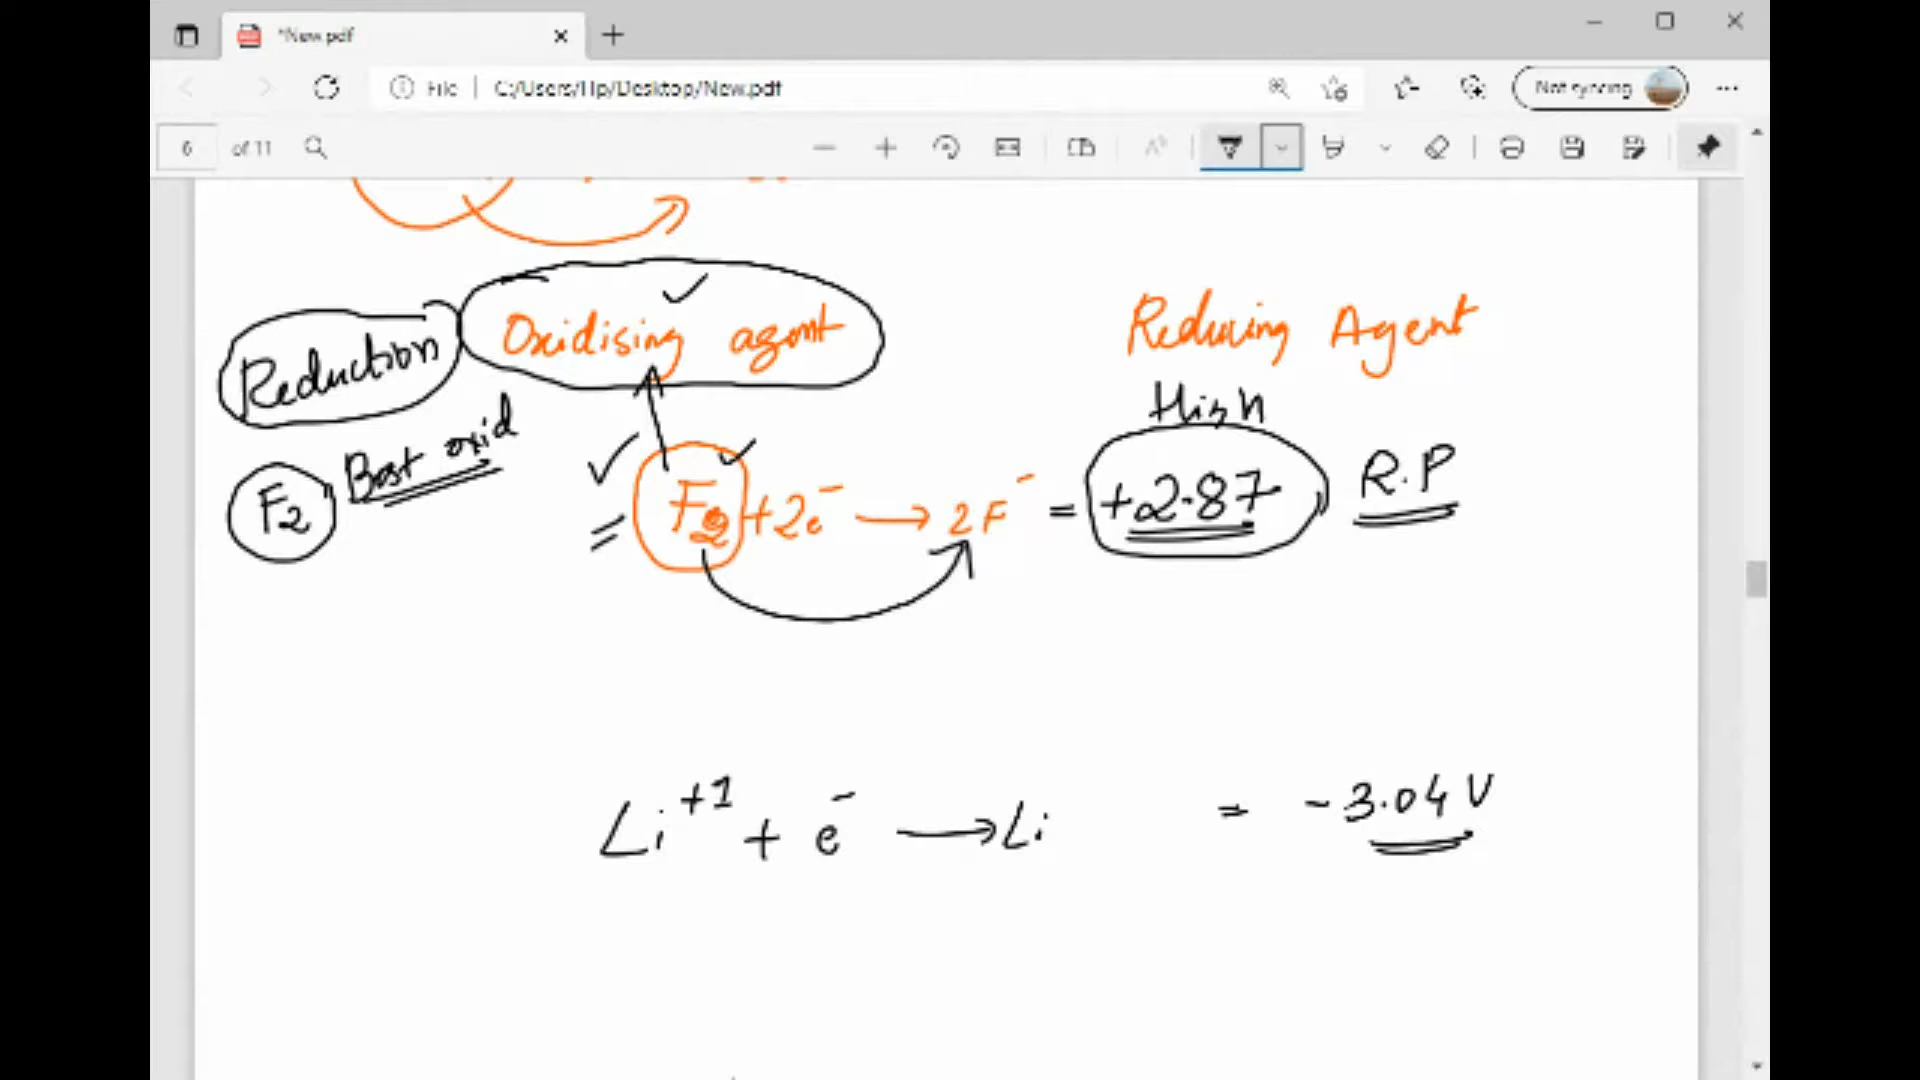 *New.pdf
File | C:/Users/Hp/Desktop/New.pdf
Not syncing
6 of 11
Reduction Oxidising agent Reducing Agent
High
F2 Best oxid
F2 + 2e- → 2F- = +2.87 R.P
Li+1 + e- → Li = -3.04 V